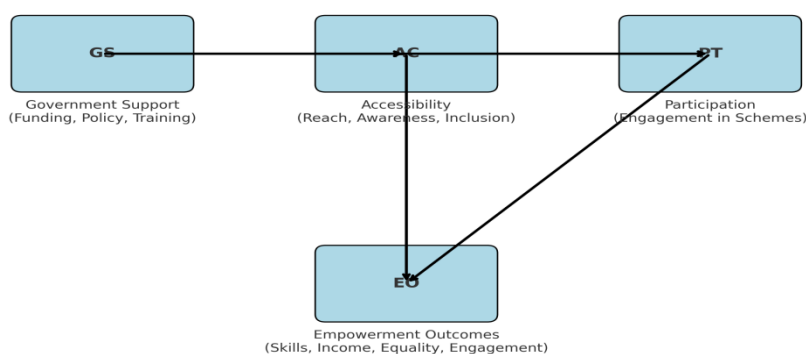 GS
AC
PT
Government Support
(Funding, Policy, Training)
Accessibility
(Reach, Awareness, Inclusion)
Participation
(Engagement in Schemes)
EO
Empowerment Outcomes
(Skills, Income, Equality, Engagement)